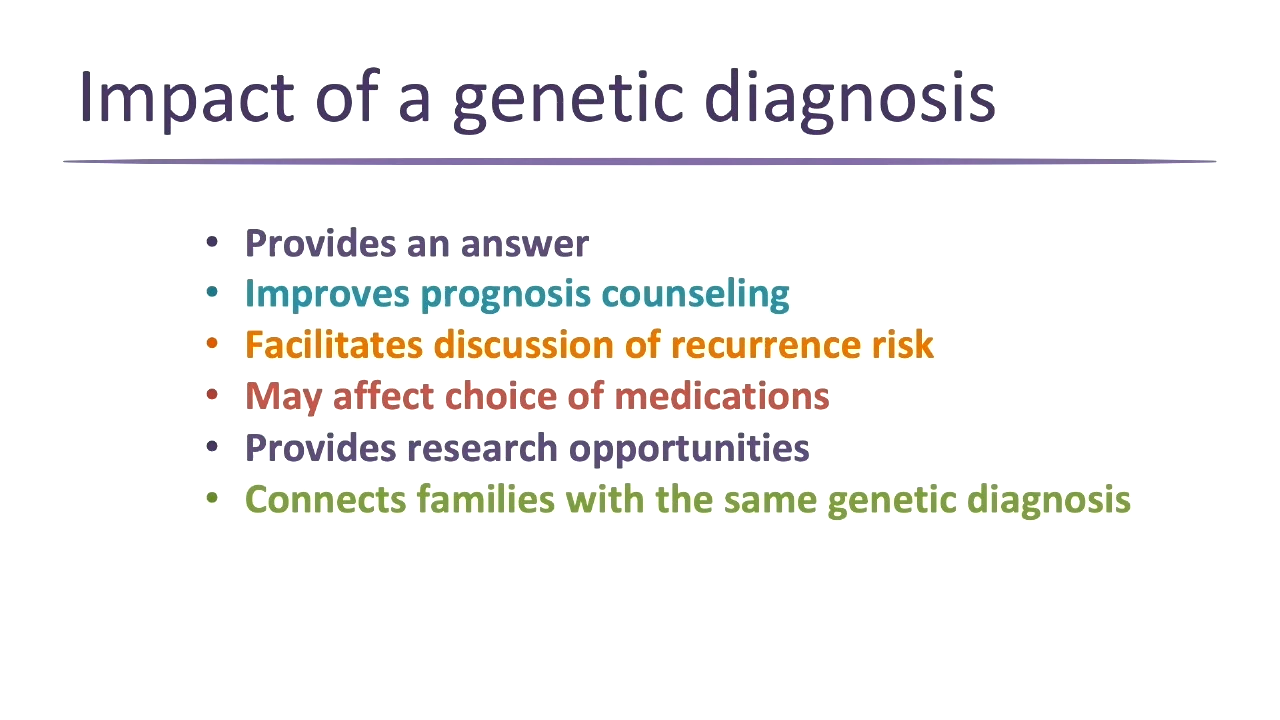 Impact of a genetic diagnosis
• Provides an answer
• Improves prognosis counseling
• Facilitates discussion of recurrence risk
• May affect choice of medications
• Provides research opportunities
• Connects families with the same genetic diagnosis